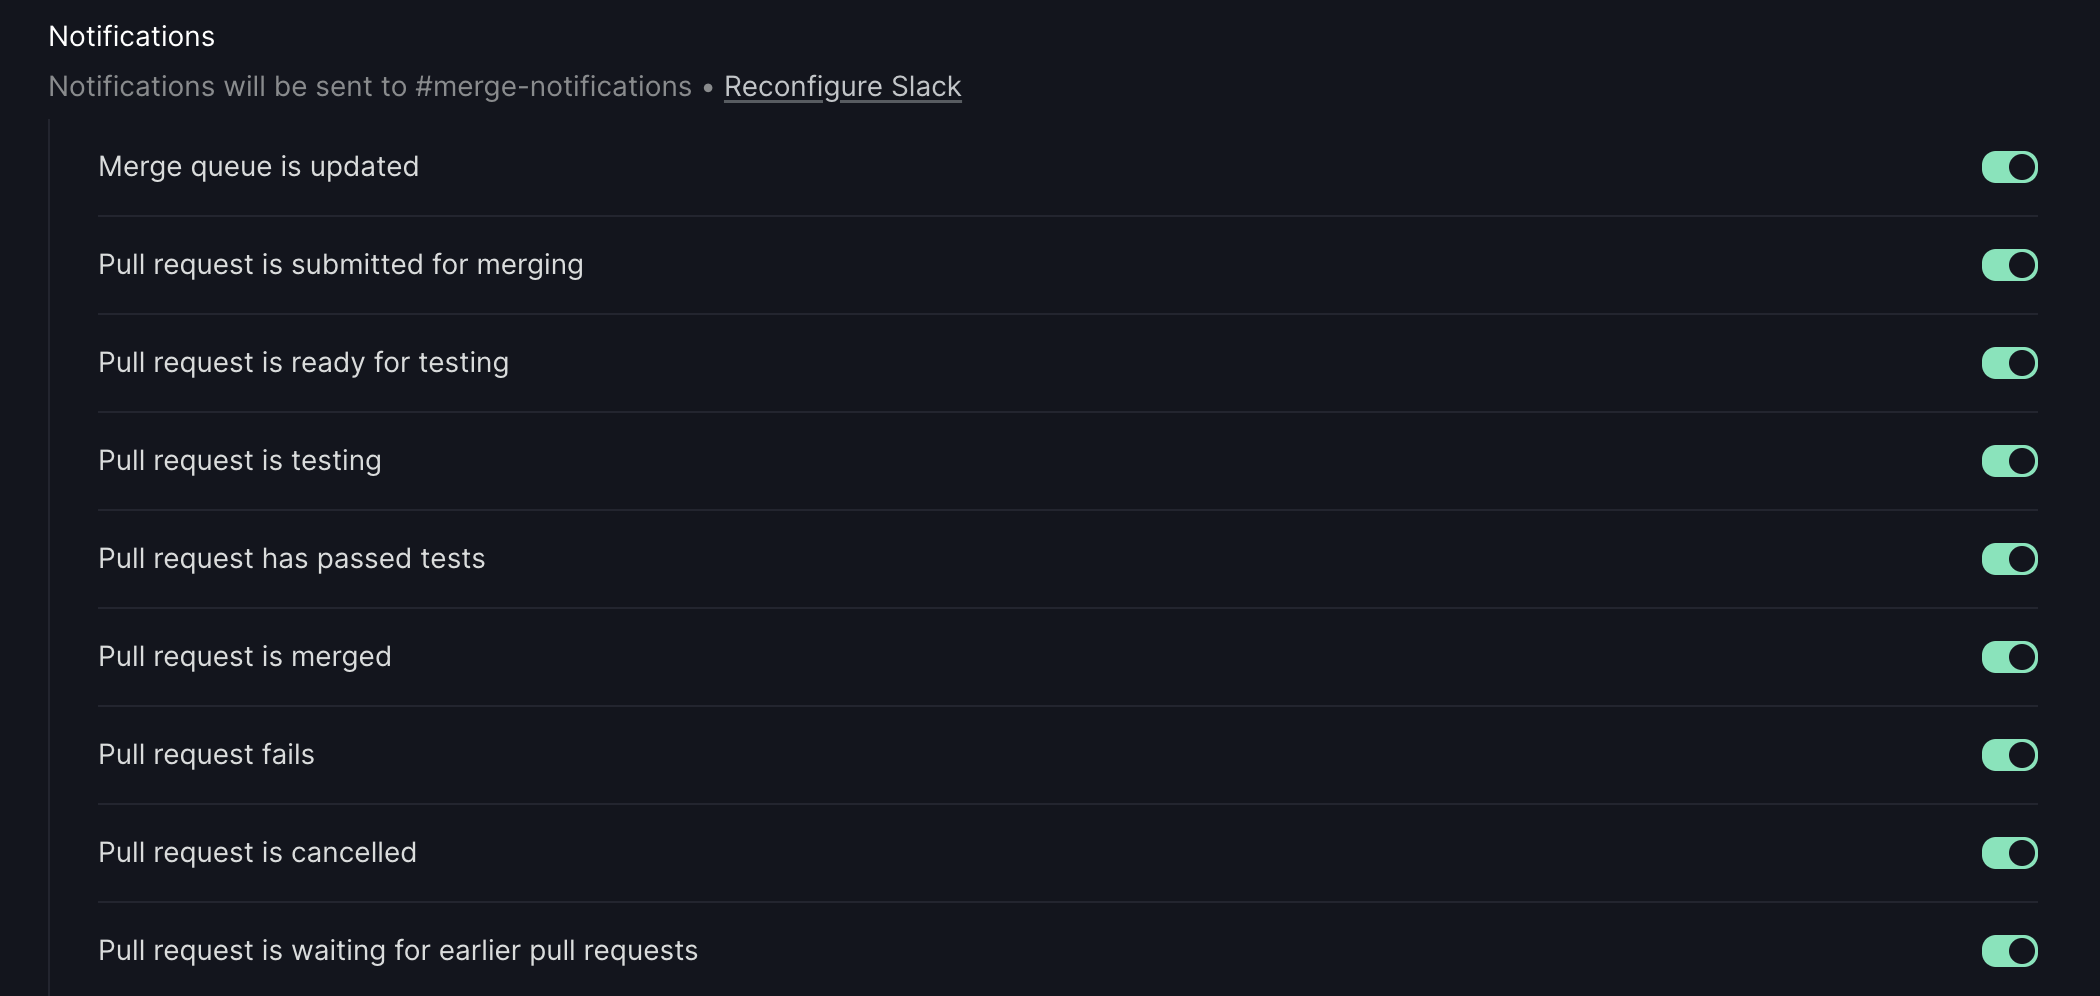 Notifications
Notifications will be sent to #merge-notifications • Reconfigure Slack
Merge queue is updated
Pull request is submitted for merging
Pull request is ready for testing
Pull request is testing
Pull request has passed tests
Pull request is merged
Pull request fails
Pull request is cancelled
Pull request is waiting for earlier pull requests